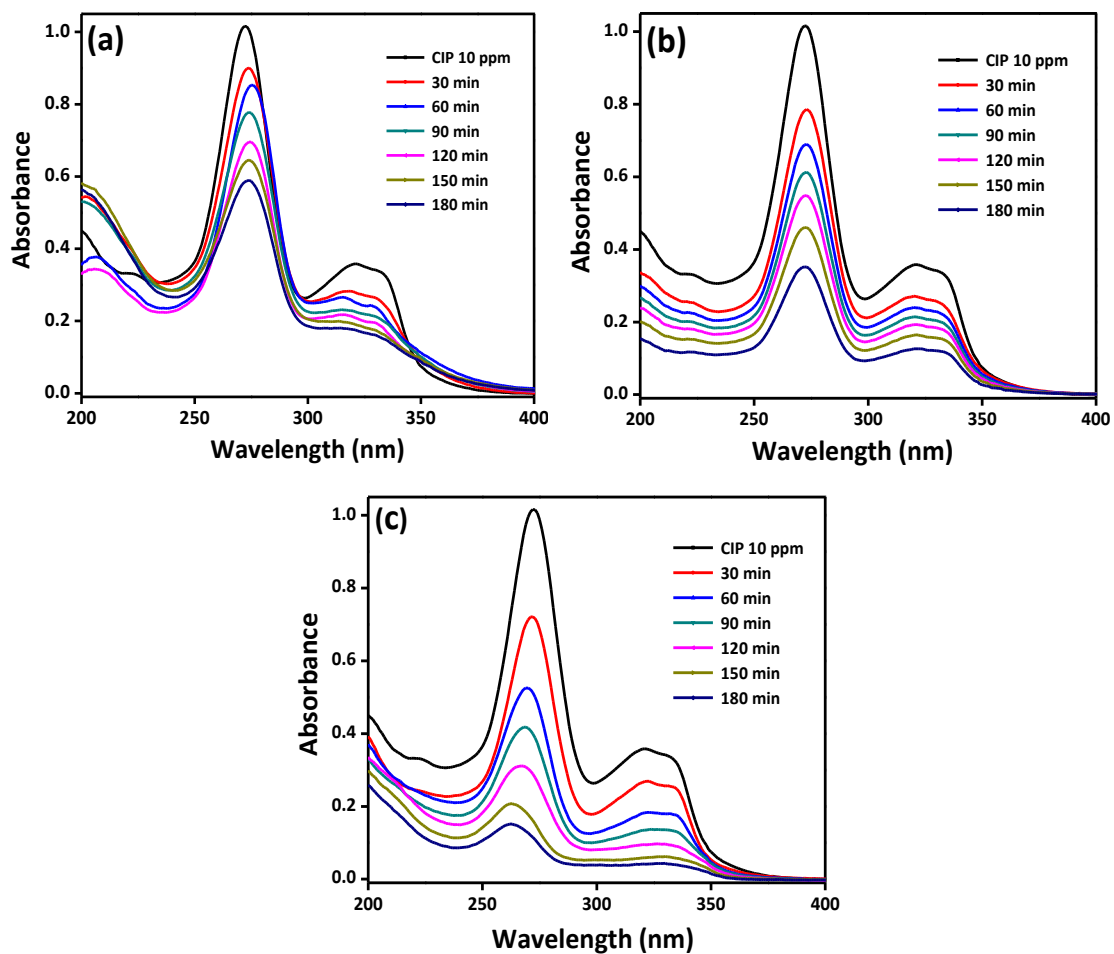 (a)
CIP 10 ppm
30 min
60 min
90 min
120 min
150 min
180 min
1.0
0.8
0.6
0.4
0.2
0.0
Absorbance
200
250
300
350
400
Wavelength (nm)
(b)
CIP 10 ppm
30 min
60 min
90 min
120 min
150 min
180 min
1.0
0.8
0.6
0.4
0.2
0.0
Absorbance
200
250
300
350
400
Wavelength (nm)
(c)
CIP 10 ppm
30 min
60 min
90 min
120 min
150 min
180 min
1.0
0.8
0.6
0.4
0.2
0.0
Absorbance
200
250
300
350
400
Wavelength (nm)